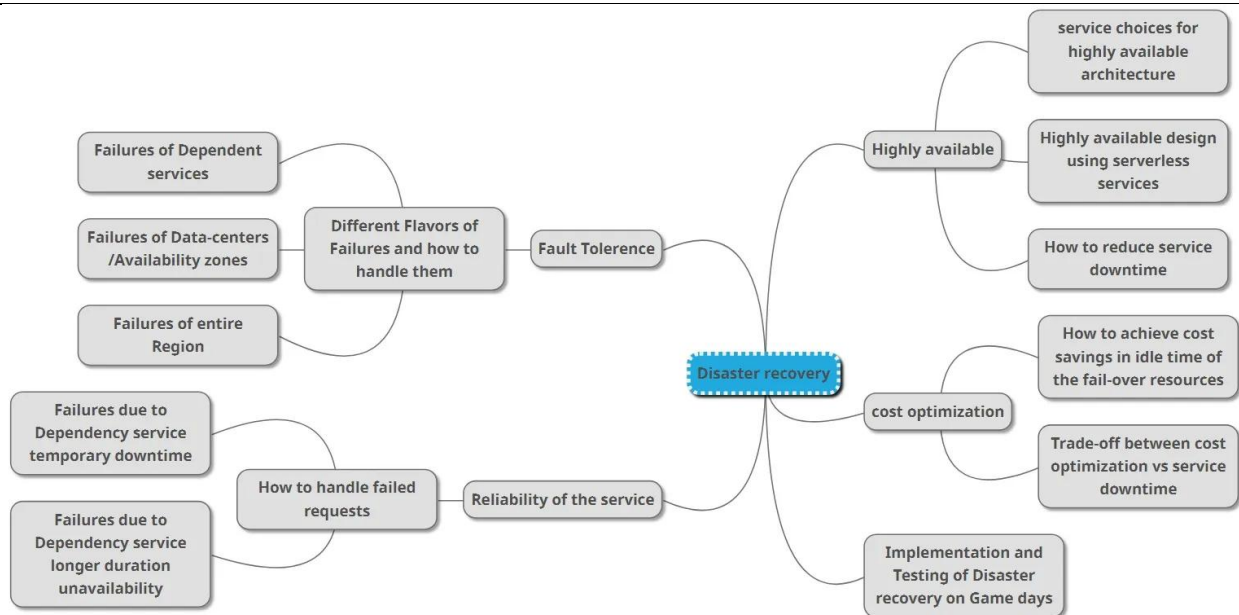 service choices for
highly available
architecture
Highly available
Highly available design
using serverless
services
How to reduce service
downtime
Failures of Dependent
services
Failures of Data-centers
/Availability zones
Failures of entire
Region
Different Flavors of
Failures and how to
handle them
Fault Tolerence
Disaster recovery
How to achieve cost
savings in idle time of
the fail-over resources
cost optimization
Trade-off between cost
optimization vs service
downtime
Failures due to
Dependency service
temporary downtime
How to handle failed
requests
Reliability of the service
Failures due to
Dependency service
longer duration
unavailability
Implementation and
Testing of Disaster
recovery on Game days